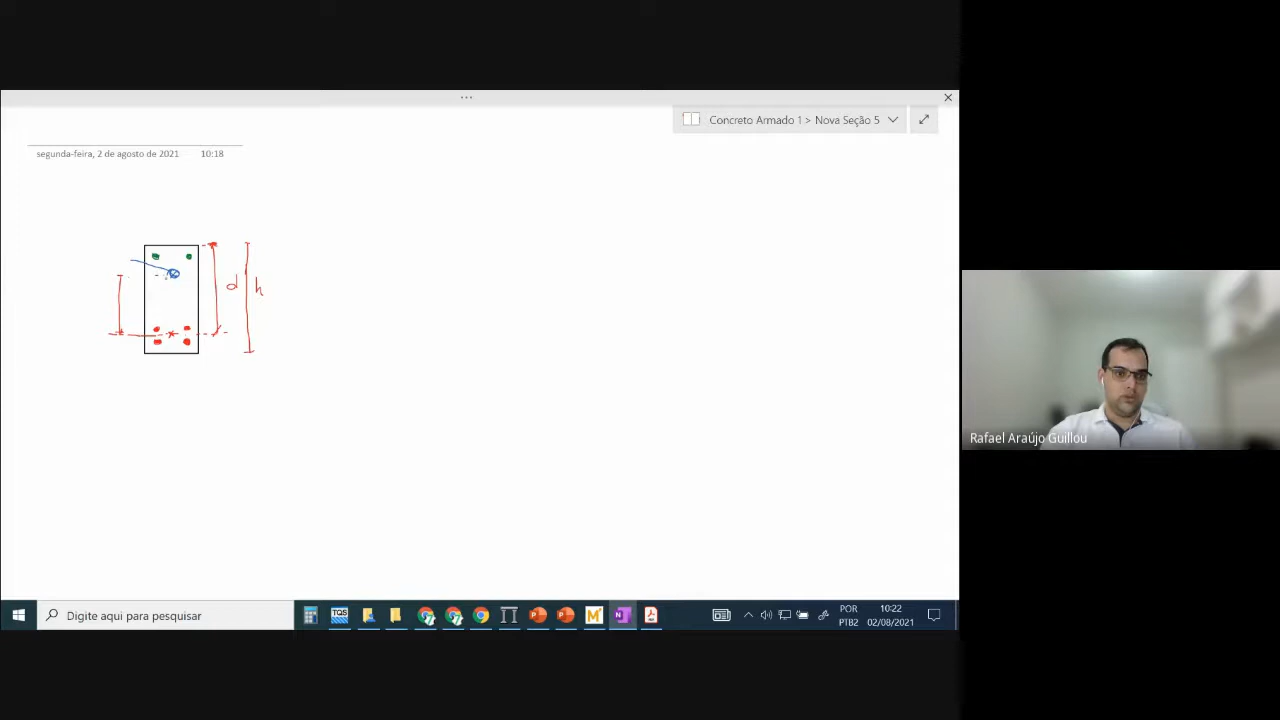 ...
Concreto Armado 1 > Nova Seção 5
segunda-feira, 2 de agosto de 2021 10:18
d
h
Rafael Araújo Guillou
Digite aqui para pesquisar
TQS
POR
PTB2
10:22
02/08/2021